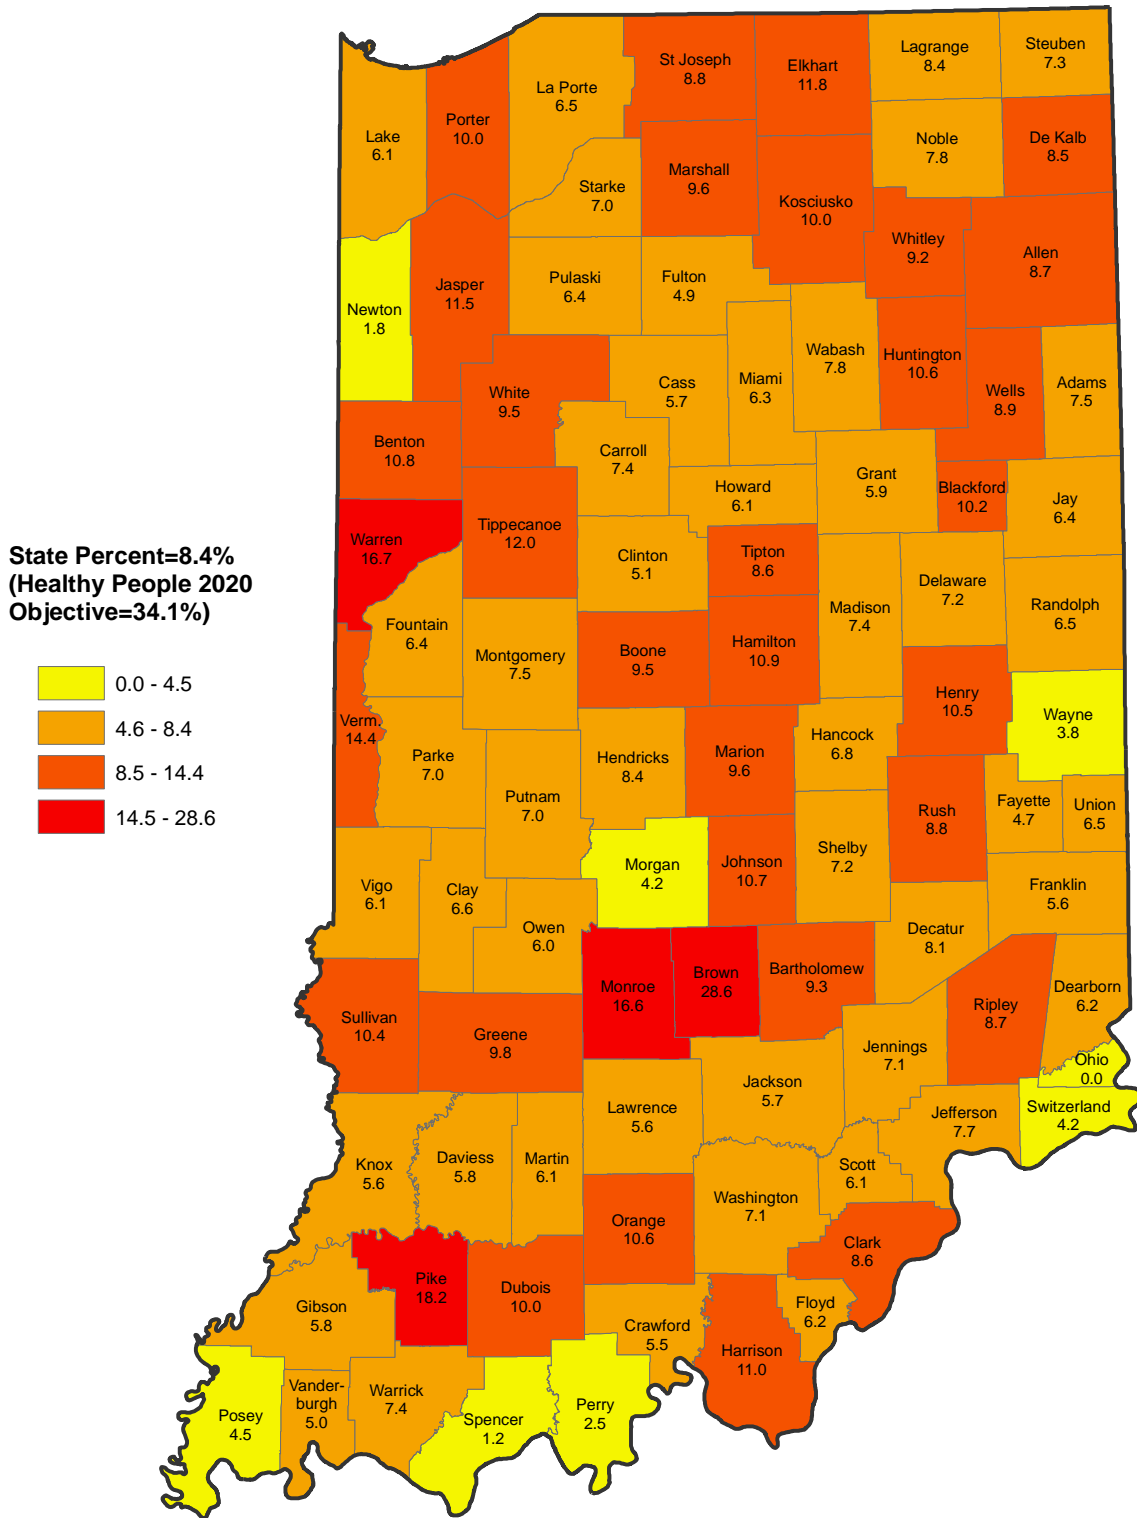 State Percent=8.4%
(Healthy People 2020
Objective=34.1%)
0.0 - 4.5
4.6 - 8.4
8.5 - 14.4
14.5 - 28.6
Lake
6.1
Porter
10.0
La Porte
6.5
St Joseph
8.8
Elkhart
11.8
Lagrange
8.4
Steuben
7.3
Noble
7.8
De Kalb
8.5
Starke
7.0
Marshall
9.6
Kosciusko
10.0
Whitley
9.2
Allen
8.7
Newton
1.8
Jasper
11.5
Pulaski
6.4
Fulton
4.9
Wabash
7.8
Huntington
10.6
Wells
8.9
Adams
7.5
White
9.5
Cass
5.7
Miami
6.3
Benton
10.8
Carroll
7.4
Howard
6.1
Grant
5.9
Blackford
10.2
Jay
6.4
Warren
16.7
Tippecanoe
12.0
Clinton
5.1
Tipton
8.6
Madison
7.4
Delaware
7.2
Randolph
6.5
Fountain
6.4
Montgomery
7.5
Boone
9.5
Hamilton
10.9
Henry
10.5
Wayne
3.8
Verm.
14.4
Parke
7.0
Putnam
7.0
Hendricks
8.4
Marion
9.6
Hancock
6.8
Rush
8.8
Fayette
4.7
Union
6.5
Vigo
6.1
Clay
6.6
Owen
6.0
Morgan
4.2
Johnson
10.7
Shelby
7.2
Franklin
5.6
Decatur
8.1
Monroe
16.6
Brown
28.6
Bartholomew
9.3
Ripley
8.7
Dearborn
6.2
Sullivan
10.4
Greene
9.8
Jennings
7.1
Ohio
0.0
Lawrence
5.6
Jackson
5.7
Jefferson
7.7
Switzerland
4.2
Knox
5.6
Daviess
5.8
Martin
6.1
Scott
6.1
Washington
7.1
Orange
10.6
Clark
8.6
Pike
18.2
Dubois
10.0
Gibson
5.8
Crawford
5.5
Floyd
6.2
Harrison
11.0
Posey
4.5
Vander-
burgh
5.0
Warrick
7.4
Spencer
1.2
Perry
2.5